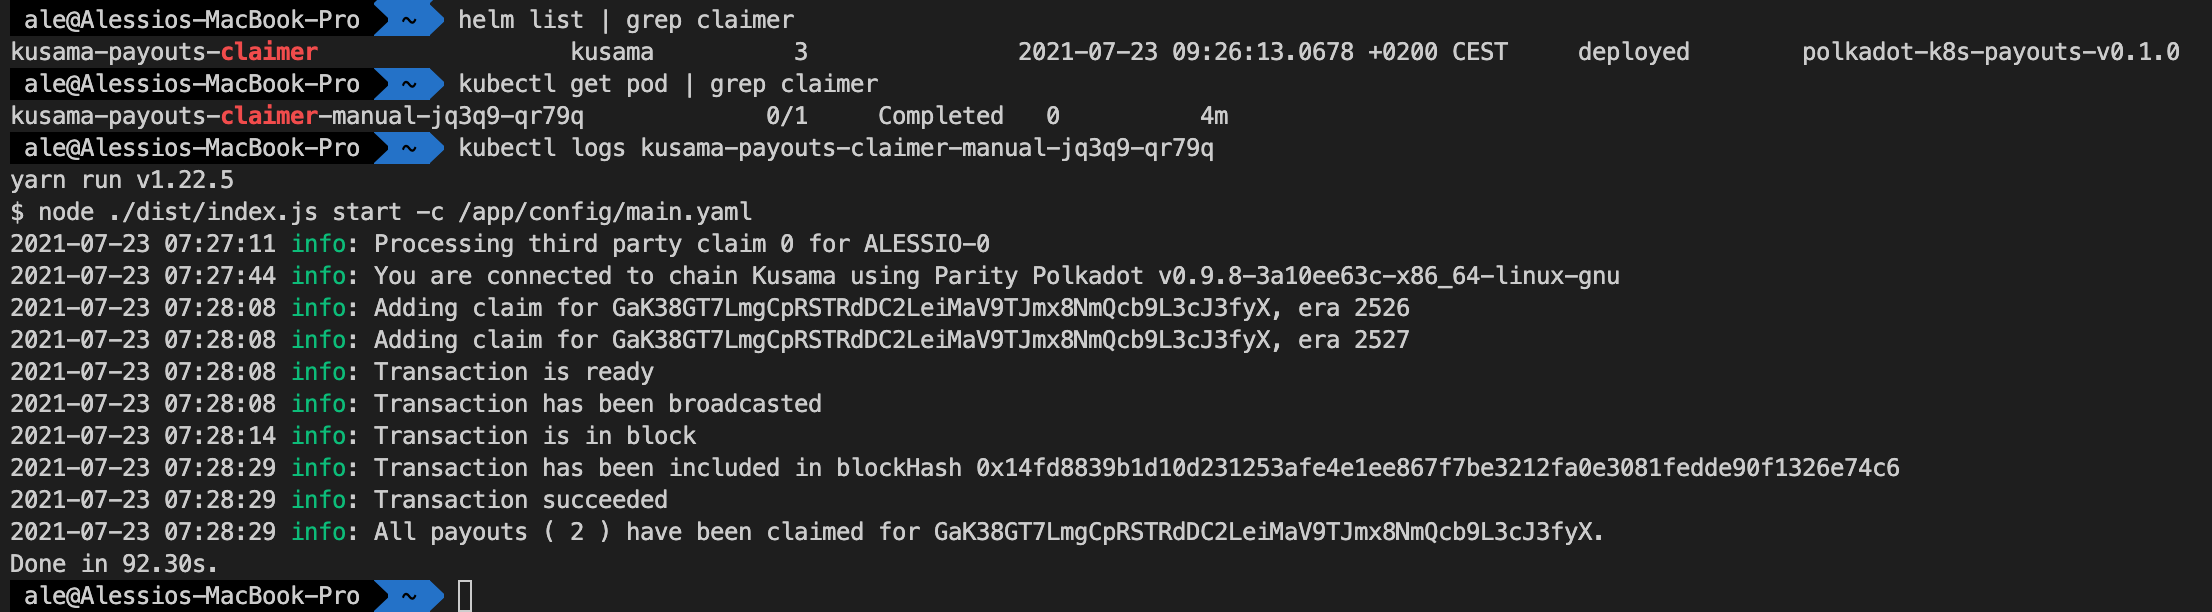 ale@Alessios-MacBook-Pro ~ helm list | grep claimer
kusama-payouts-claimer kusama 3 2021-07-23 09:26:13.0678 +0200 CEST deployed polkadot-k8s-payouts-v0.1.0
ale@Alessios-MacBook-Pro ~ kubectl get pod | grep claimer
kusama-payouts-claimer-manual-jq3q9-qr79q 0/1 Completed 0 4m
ale@Alessios-MacBook-Pro ~ kubectl logs kusama-payouts-claimer-manual-jq3q9-qr79q
yarn run v1.22.5
$ node ./dist/index.js start -c /app/config/main.yaml
2021-07-23 07:27:11 info: Processing third party claim 0 for ALESSIO-0
2021-07-23 07:27:44 info: You are connected to chain Kusama using Parity Polkadot v0.9.8-3a10ee63c-x86_64-linux-gnu
2021-07-23 07:28:08 info: Adding claim for GaK38GT7LmgCpRSTRdDC2LeiMaV9TJmx8NmQcb9L3cJ3fyX, era 2526
2021-07-23 07:28:08 info: Adding claim for GaK38GT7LmgCpRSTRdDC2LeiMaV9TJmx8NmQcb9L3cJ3fyX, era 2527
2021-07-23 07:28:08 info: Transaction is ready
2021-07-23 07:28:08 info: Transaction has been broadcasted
2021-07-23 07:28:14 info: Transaction is in block
2021-07-23 07:28:29 info: Transaction has been included in blockHash 0x14fd8839b1d10d231253afe4e1ee867f7be3212fa0e3081fedde90f1326e74c6
2021-07-23 07:28:29 info: Transaction succeeded
2021-07-23 07:28:29 info: All payouts ( 2 ) have been claimed for GaK38GT7LmgCpRSTRdDC2LeiMaV9TJmx8NmQcb9L3cJ3fyX.
Done in 92.30s.
ale@Alessios-MacBook-Pro ~